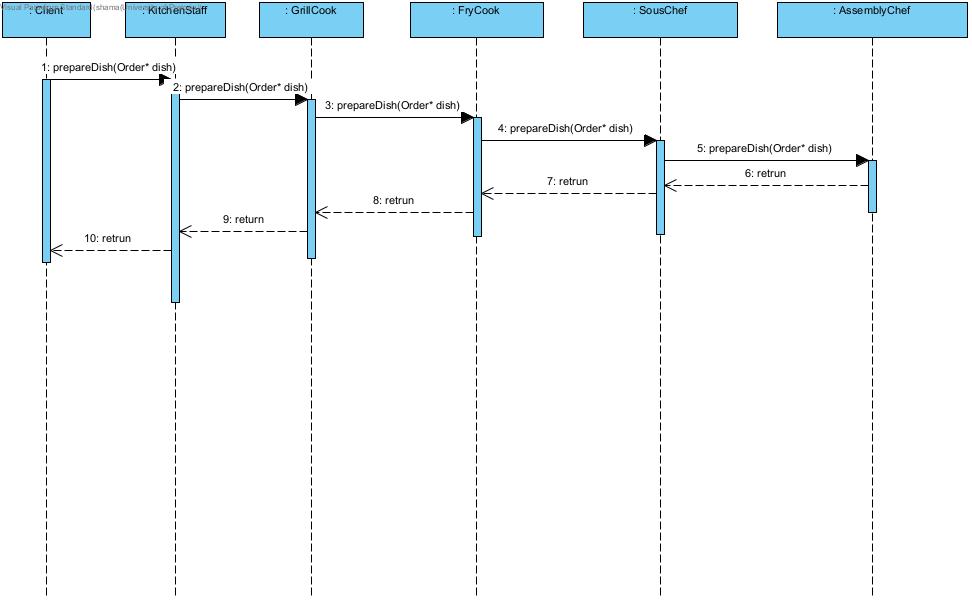 Visual Paradigm Standard(shama(University of
: Client
: KitchenStaff
: GrillCook
: FryCook
: SousChef
: AssemblyChef
1: prepareDish(Order* dish)
2: prepareDish(Order* dish)
3: prepareDish(Order* dish)
4: prepareDish(Order* dish)
5: prepareDish(Order* dish)
6: retrun
7: retrun
8: retrun
9: return
10: retrun